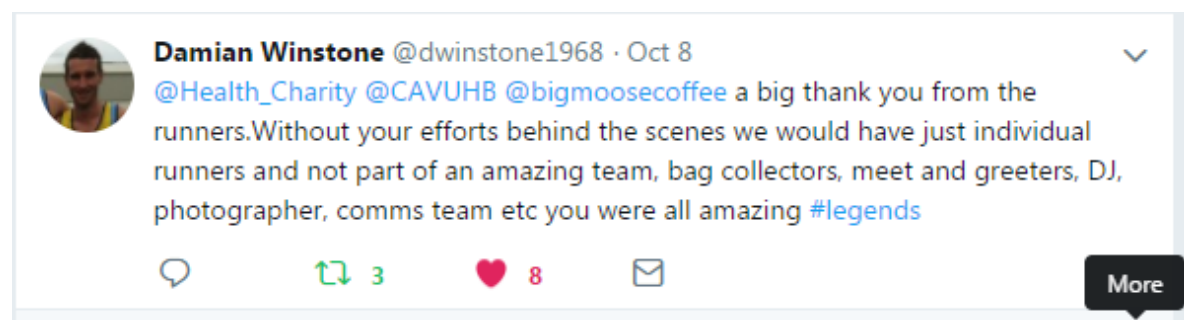 Damian Winstone @dwinstone1968 · Oct 8
@Health_Charity @CAVUHB @bigmoosecoffee a big thank you from the
runners.Without your efforts behind the scenes we would have just individual
runners and not part of an amazing team, bag collectors, meet and greeters, DJ,
photographer, comms team etc you were all amazing #legends
3 8
More